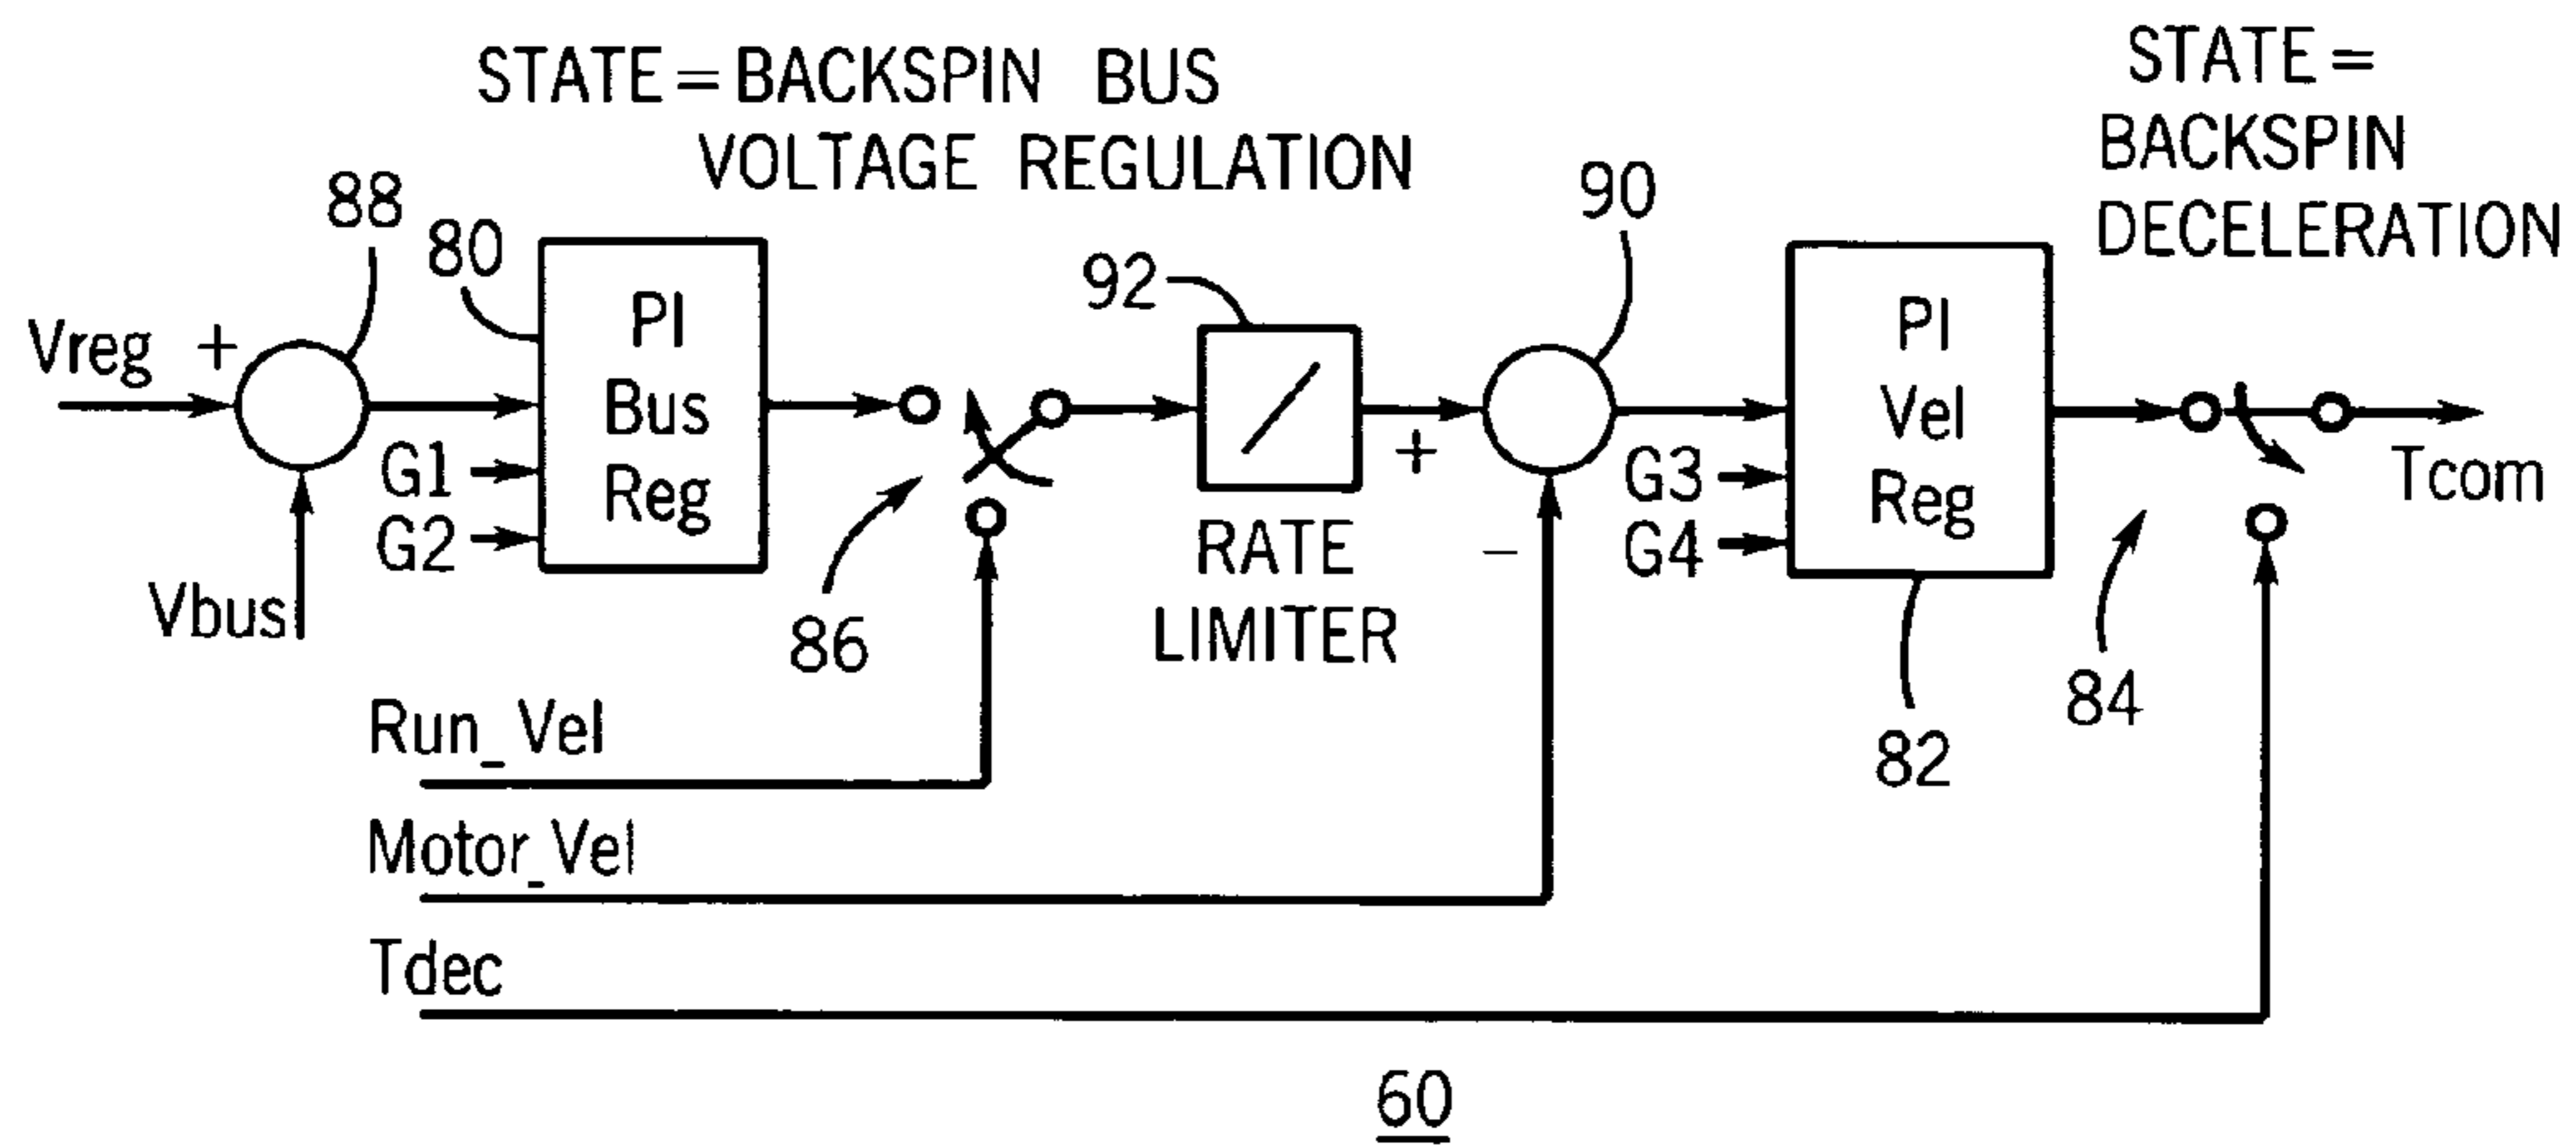 STATE = BACKSPIN BUS
VOLTAGE REGULATION
STATE =
BACKSPIN
DECELERATION
88
80
90
92
Vreg
+
PI
Bus
Reg
G1
G2
Vbus
86
RATE
LIMITER
+
−
PI
Vel
Reg
G3
G4
82
84
Tcom
Run_Vel
Motor_Vel
Tdec
60